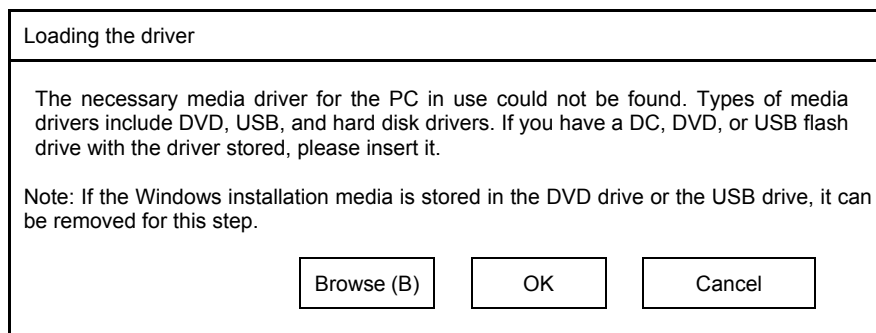 Loading the driver
The necessary media driver for the PC in use could not be found. Types of media
drivers include DVD, USB, and hard disk drivers. If you have a DC, DVD, or USB flash
drive with the driver stored, please insert it.
Note: If the Windows installation media is stored in the DVD drive or the USB drive, it can
be removed for this step.
Browse (B) OK Cancel